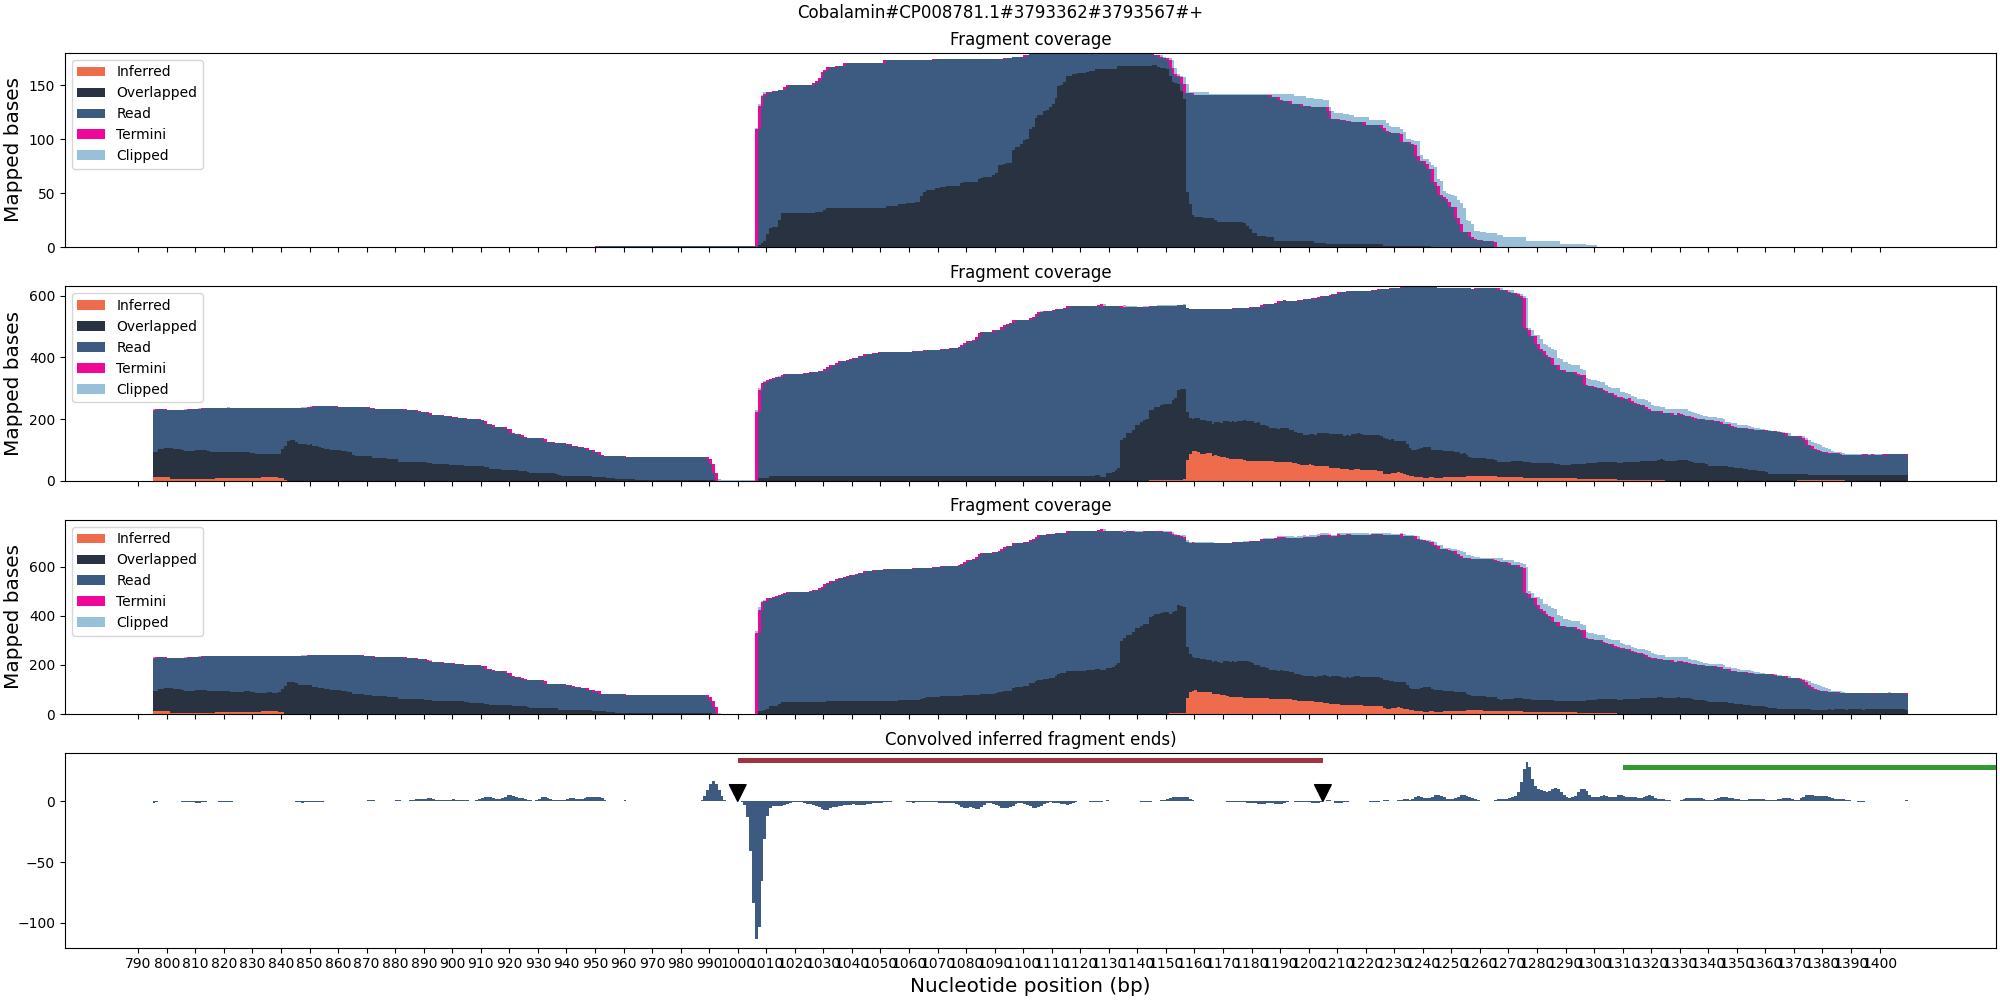 Cobalamin#CP008781.1#3793362#3793567#+
Fragment coverage
Mapped bases
150
100
50
0
Inferred
Overlapped
Read
Termini
Clipped
Fragment coverage
Mapped bases
600
400
200
0
Inferred
Overlapped
Read
Termini
Clipped
Fragment coverage
Mapped bases
600
400
200
0
Inferred
Overlapped
Read
Termini
Clipped
Convolved inferred fragment ends)
0
−50
−100
790 800 810 820 830 840 850 860 870 880 890 900 910 920 930 940 950 960 970 980 990 1000 1010 1020 1030 1040 1050 1060 1070 1080 1090 1100 1110 1120 1130 1140 1150 1160 1170 1180 1190 1200 1210 1220 1230 1240 1250 1260 1270 1280 1290 1300 1310 1320 1330 1340 1350 1360 1370 1380 1390 1400
Nucleotide position (bp)